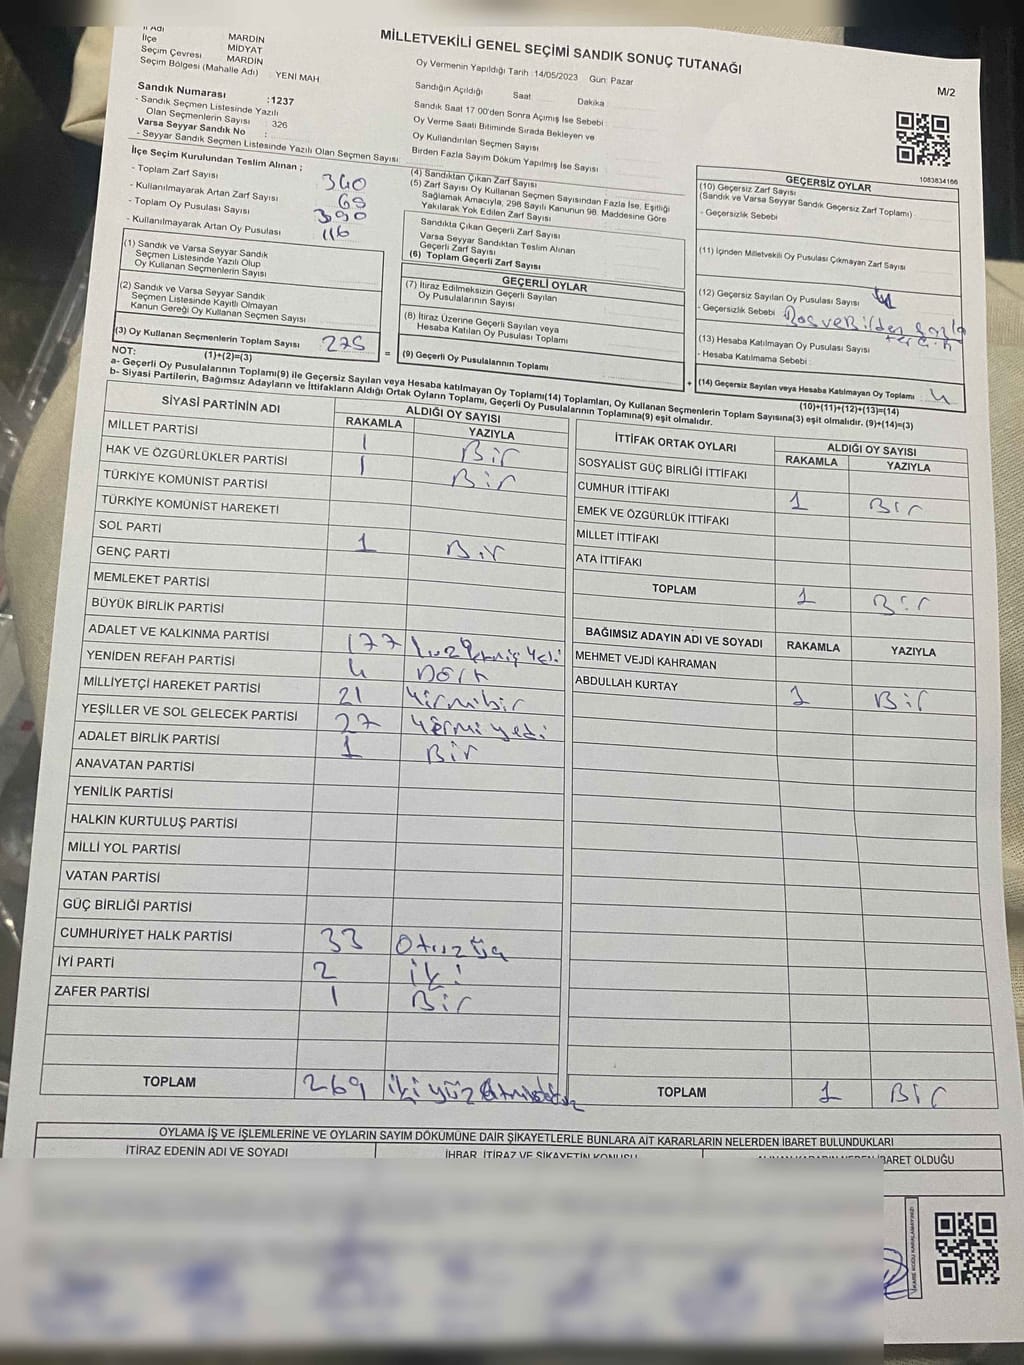 MİLLETVEKİLİ GENEL SEÇİMİ SANDIK SONUÇ TUTANAĞI
M/2
İl Adı MARDİN
İlçe MİDYAT
Seçim Çevresi MARDİN
Seçim Bölgesi (Mahalle Adı) : YENİ MAH
Oy Vermenin Yapıldığı Tarih : 14/05/2023 Gün: Pazar
Sandığın Açıldığı Saat Dakika
Sandık Saat 17 00'den Sonra Açımış İse Sebebi
Oy Verme Saati Bitiminde Sırada Bekleyen ve
Oy Kullandırılan Seçmen Sayısı
Birden Fazla Sayım Döküm Yapılmış İse Sayısı
Sandık Numarası :1237
- Sandık Seçmen Listesinde Yazılı
Olan Seçmenlerin Sayısı : 326
Varsa Seyyar Sandık No :
- Seyyar Sandık Seçmen Listesinde Yazılı Olan Seçmen Sayısı
İlçe Seçim Kurulundan Teslim Alınan ;
- Toplam Zarf Sayısı 340
- Kullanılmayarak Artan Zarf Sayısı 65
- Toplam Oy Pusulası Sayısı 390
- Kullanılmayarak Artan Oy Pusulası 116
(1) Sandık ve Varsa Seyyar Sandık
Seçmen Listesinde Yazılı Olup
Oy Kullanan Seçmenlerin Sayısı
(2) Sandık ve Varsa Seyyar Sandık
Seçmen Listesinde Kayıtlı Olmayan
Kanun Gereği Oy Kullanan Seçmen Sayısı
(3) Oy Kullanan Seçmenlerin Toplam Sayısı 275
(1)+(2)=(3)
(4) Sandıktan Çıkan Zarf Sayısı
(5) Zarf Sayısı Oy Kullanan Seçmen Sayısından Fazla İse, Eşitliği
Sağlamak Amacıyla, 298 Sayılı Kanunun 98. Maddesine Göre
Yakılarak Yok Edilen Zarf Sayısı
Sandıkta Çıkan Geçerli Zarf Sayısı
Varsa Seyyar Sandıktan Teslim Alınan
Geçerli Zarf Sayısı
(6) Toplam Geçerli Zarf Sayısı
GEÇERLİ OYLAR
(7) İtiraz Edilmeksizin Geçerli Sayılan
Oy Pusulalarının Sayısı
(8) İtiraz Üzerine Geçerli Sayılan veya
Hesaba Katılan Oy Pusulası Toplamı
= (9) Geçerli Oy Pusulalarının Toplamı
1083834166
GEÇERSİZ OYLAR
(10) Geçersiz Zarf Sayısı
(Sandık ve Varsa Seyyar Sandık Geçersiz Zarf Toplamı)
- Geçersizlik Sebebi
(11) İçinden Milletvekili Oy Pusulası Çıkmayan Zarf Sayısı
(12) Geçersiz Sayılan Oy Pusulası Sayısı
- Geçersizlik Sebebi
(13) Hesaba Katılmayan Oy Pusulası Sayısı
- Hesaba Katılmama Sebebi
+ (14) Geçersiz Sayılan veya Hesaba Katılmayan Oy Toplamı 4
(10)+(11)+(12)+(13)=(14)
NOT:
a- Geçerli Oy Pusulalarının Toplamı(9) ile Geçersiz Sayılan veya Hesaba katılmayan Oy Toplamı(14) Toplamları, Oy Kullanan Seçmenlerin Toplam Sayısına(3) eşit olmalıdır. (9)+(14)=(3)
b- Siyasi Partilerin, Bağımsız Adayların ve İttifakların Aldığı Ortak Oyların Toplamı, Geçerli Oy Pusulalarının Toplamına(9) eşit olmalıdır.
SİYASİ PARTİNİN ADI ALDIĞI OY SAYISI
RAKAMLA YAZIYLA
MİLLET PARTİSİ 1 Bir
HAK VE ÖZGÜRLÜKLER PARTİSİ 1 Bir
TÜRKİYE KOMÜNİST PARTİSİ
TÜRKİYE KOMÜNİST HAREKETİ
SOL PARTİ 1 Bir
GENÇ PARTİ
MEMLEKET PARTİSİ
BÜYÜK BİRLİK PARTİSİ
ADALET VE KALKINMA PARTİSİ 177
YENİDEN REFAH PARTİSİ 4 Dört
MİLLİYETÇİ HAREKET PARTİSİ 21 Yirmibir
YEŞİLLER VE SOL GELECEK PARTİSİ 27 Yirmi yedi
ADALET BİRLİK PARTİSİ 1 Bir
ANAVATAN PARTİSİ
YENİLİK PARTİSİ
HALKIN KURTULUŞ PARTİSİ
MİLLİ YOL PARTİSİ
VATAN PARTİSİ
GÜÇ BİRLİĞİ PARTİSİ
CUMHURİYET HALK PARTİSİ 33 Otuz üç
İYİ PARTİ 2 İki
ZAFER PARTİSİ 1 Bir
TOPLAM 269 iki yüz
İTTİFAK ORTAK OYLARI ALDIĞI OY SAYISI
RAKAMLA YAZIYLA
SOSYALİST GÜÇ BİRLİĞİ İTTİFAKI
CUMHUR İTTİFAKI 1 Bir
EMEK VE ÖZGÜRLÜK İTTİFAKI
MİLLET İTTİFAKI
ATA İTTİFAKI
TOPLAM 1 Bir
BAĞIMSIZ ADAYIN ADI VE SOYADI RAKAMLA YAZIYLA
MEHMET VEJDİ KAHRAMAN
ABDULLAH KURTAY 1 Bir
TOPLAM 1 Bir
OYLAMA İŞ VE İŞLEMLERİNE VE OYLARIN SAYIM DÖKÜMÜNE DAİR ŞİKAYETLERLE BUNLARA AİT KARARLARIN NELERDEN İBARET BULUNDUKLARI
İTİRAZ EDENİN ADI VE SOYADI İHBAR, İTİRAZ VE ŞİKAYETİN KONUSU İBARET OLDUĞU